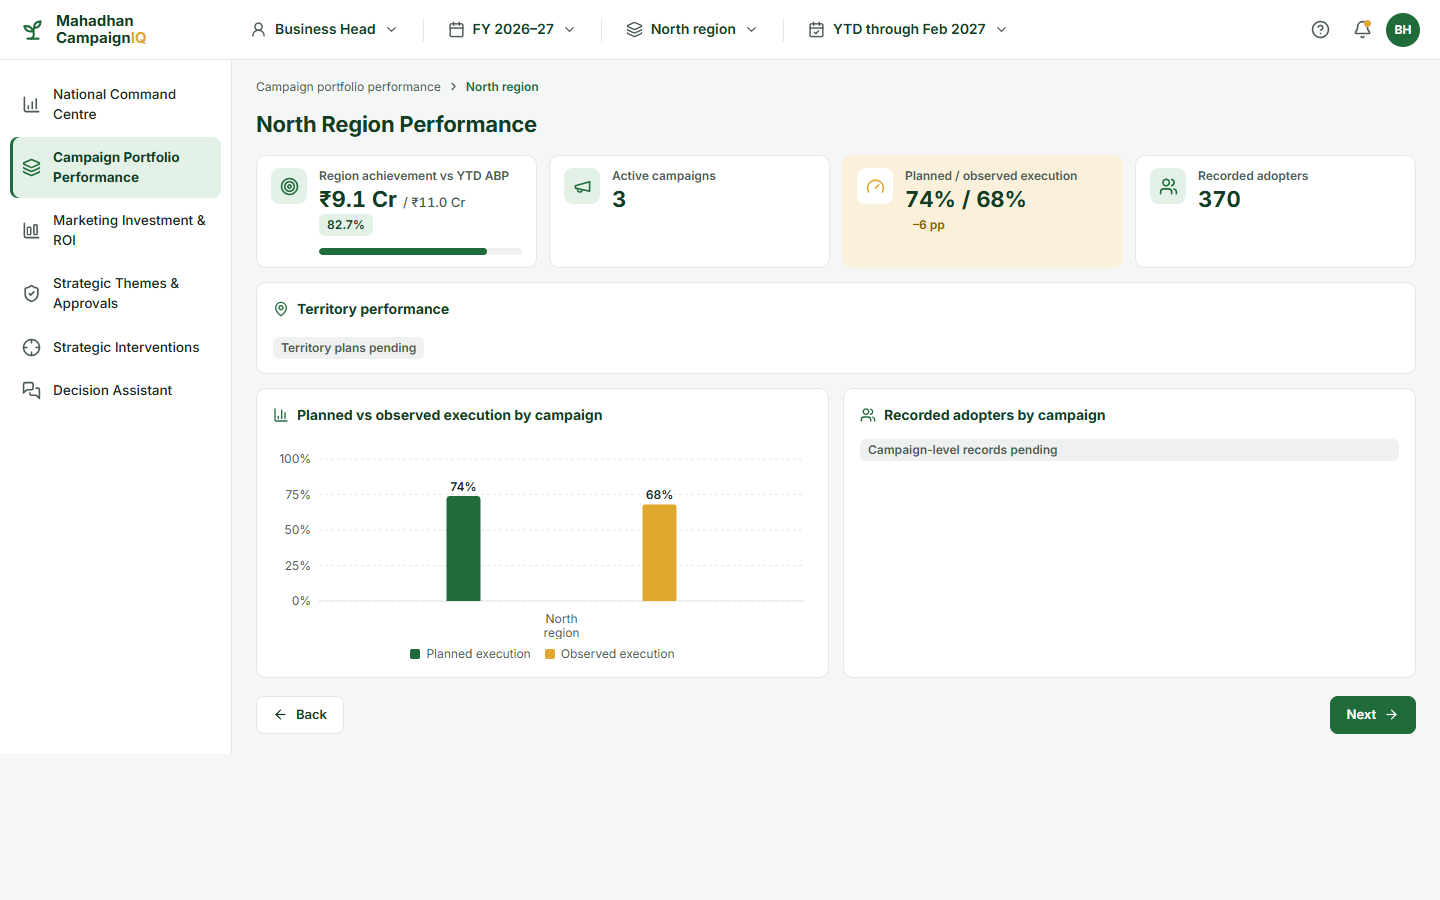 Mahadhan
CampaignIQ
Business Head
FY 2026–27
North region
YTD through Feb 2027
BH
National Command
Centre
Campaign Portfolio
Performance
Marketing Investment &
ROI
Strategic Themes &
Approvals
Strategic Interventions
Decision Assistant
Campaign portfolio performance > North region
North Region Performance
Region achievement vs YTD ABP
₹9.1 Cr / ₹11.0 Cr
82.7%
Active campaigns
3
Planned / observed execution
74% / 68%
−6 pp
Recorded adopters
370
Territory performance
Territory plans pending
Planned vs observed execution by campaign
100%
75%
50%
25%
0%
74%
68%
North
region
Planned execution
Observed execution
Recorded adopters by campaign
Campaign-level records pending
Back
Next